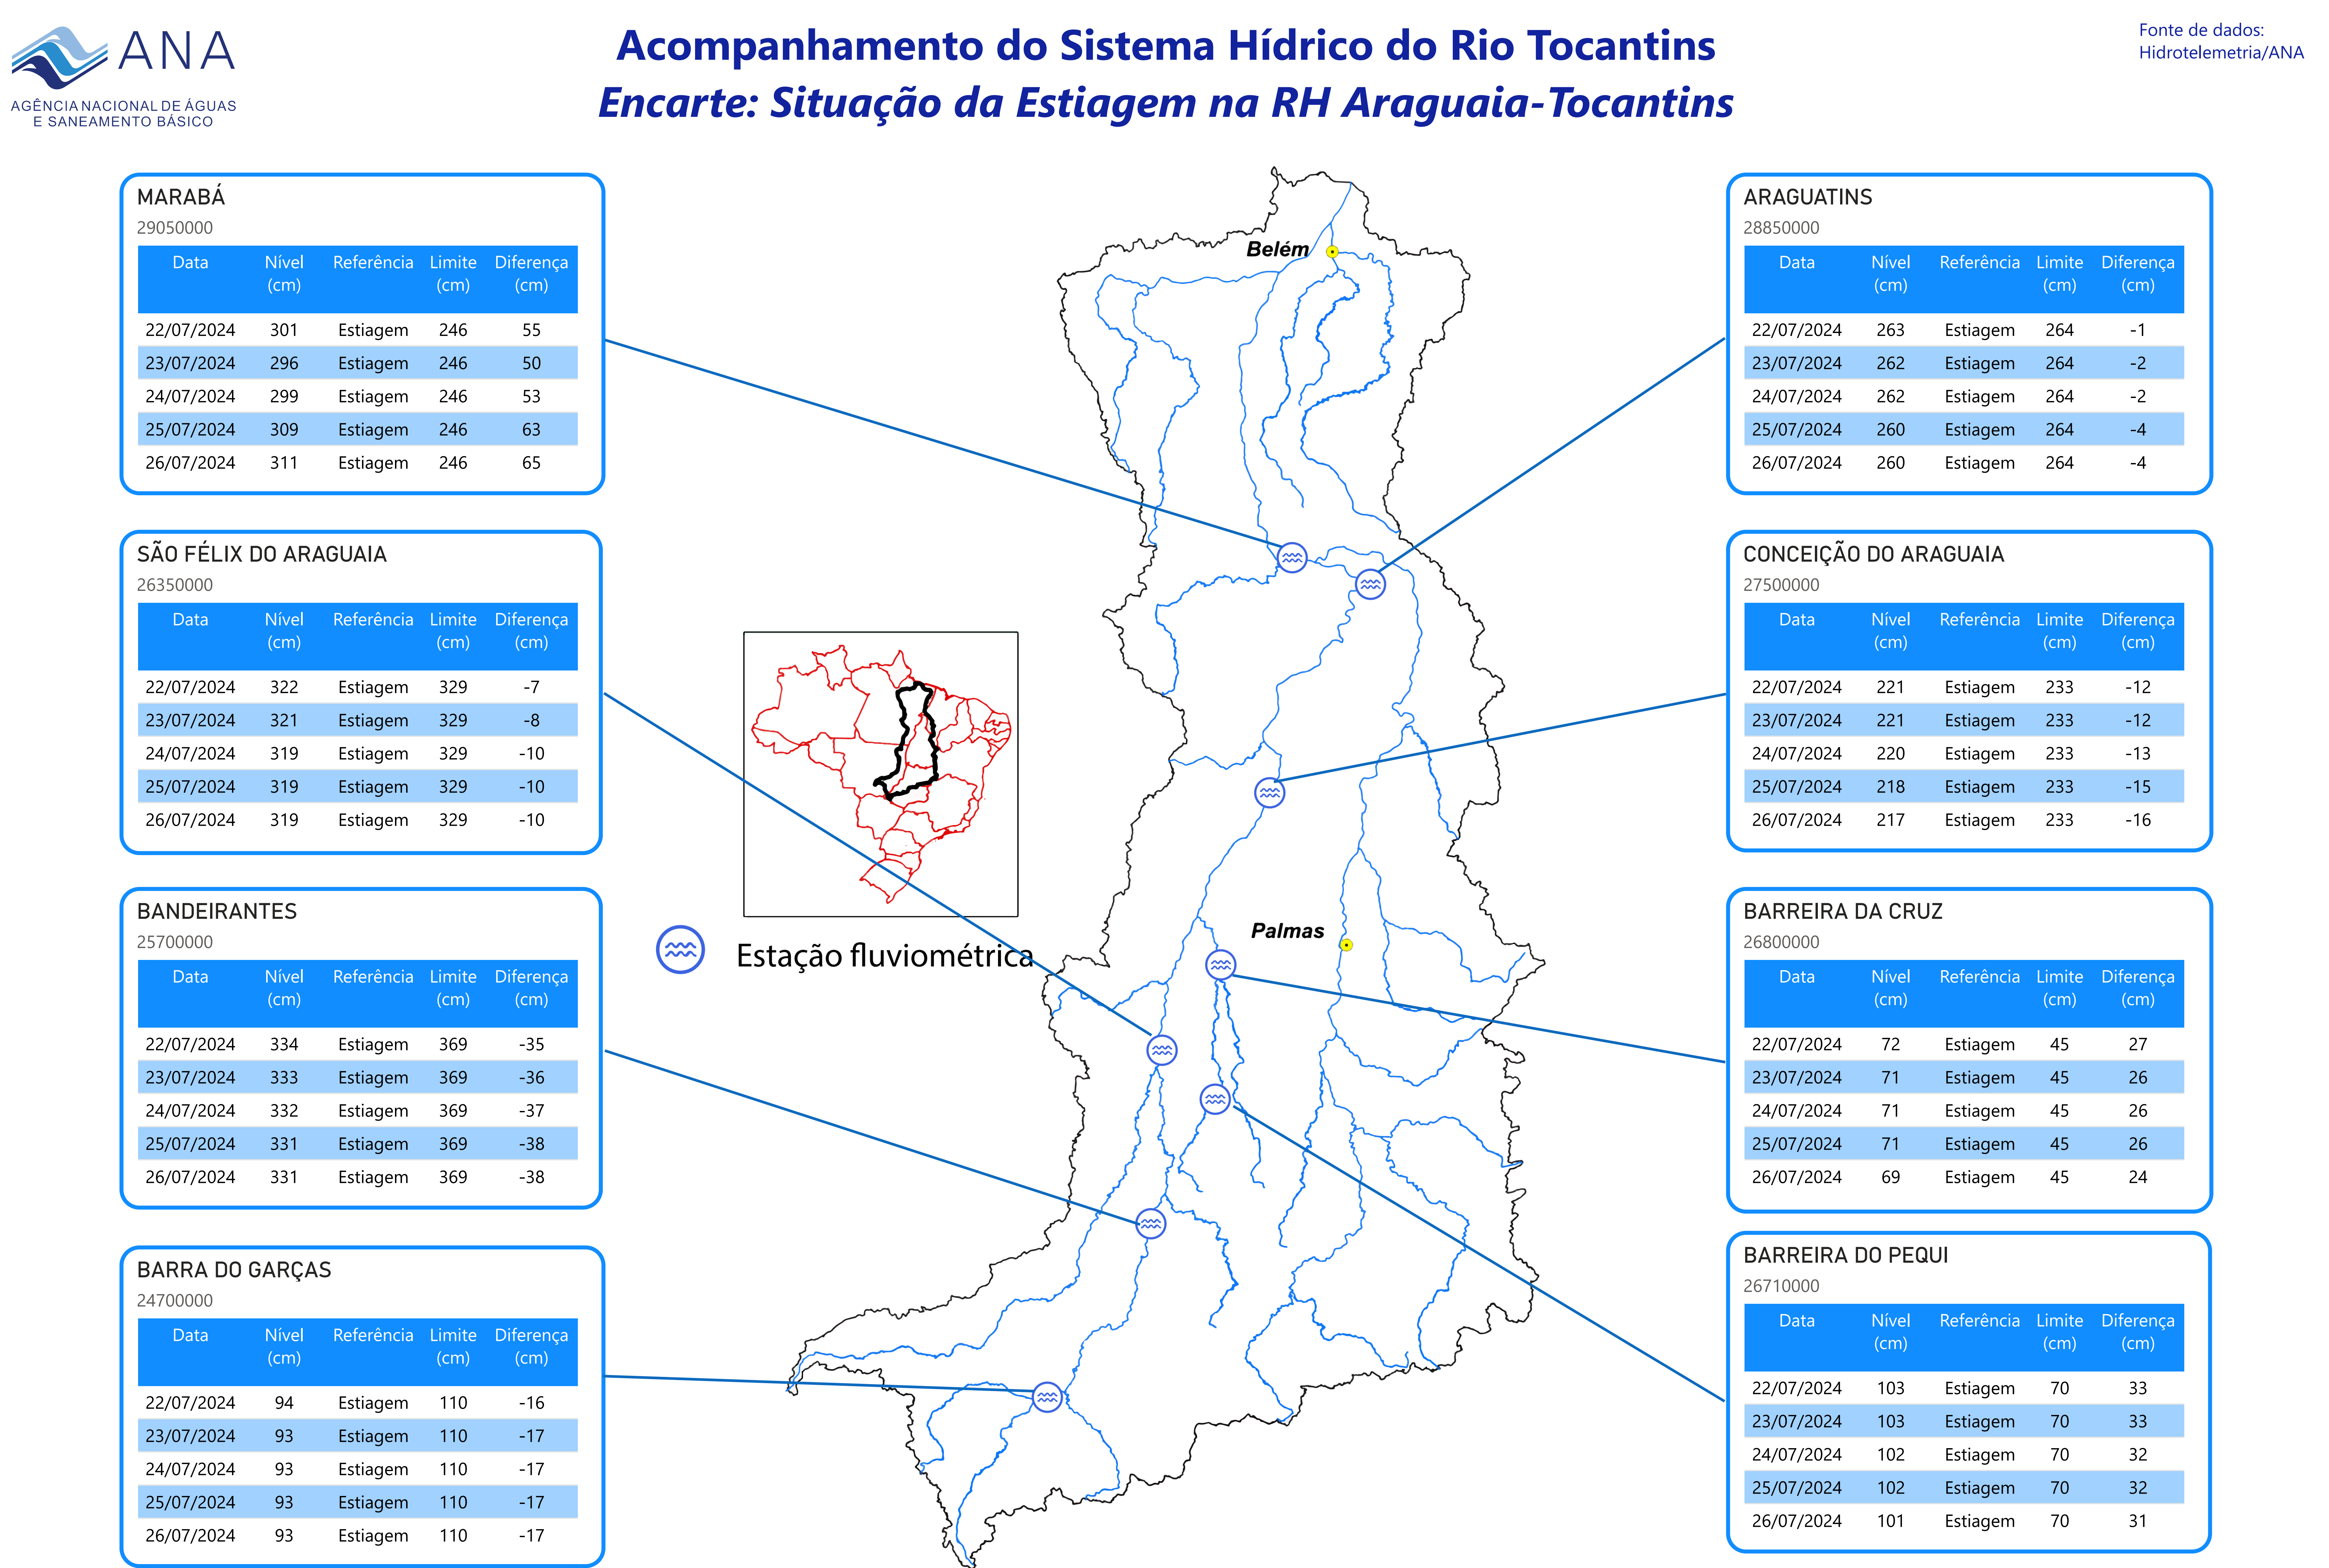 ANA
AGÊNCIA NACIONAL DE ÁGUAS
E SANEAMENTO BÁSICO
Acompanhamento do Sistema Hídrico do Rio Tocantins
Encarte: Situação da Estiagem na RH Araguaia-Tocantins
Fonte de dados:
Hidrotelemetria/ANA
MARABÁ
29050000
Data Nível (cm) Referência Limite (cm) Diferença (cm)
22/07/2024 301 Estiagem 246 55
23/07/2024 296 Estiagem 246 50
24/07/2024 299 Estiagem 246 53
25/07/2024 309 Estiagem 246 63
26/07/2024 311 Estiagem 246 65
SÃO FÉLIX DO ARAGUAIA
26350000
Data Nível (cm) Referência Limite (cm) Diferença (cm)
22/07/2024 322 Estiagem 329 -7
23/07/2024 321 Estiagem 329 -8
24/07/2024 319 Estiagem 329 -10
25/07/2024 319 Estiagem 329 -10
26/07/2024 319 Estiagem 329 -10
BANDEIRANTES
25700000
Data Nível (cm) Referência Limite (cm) Diferença (cm)
22/07/2024 334 Estiagem 369 -35
23/07/2024 333 Estiagem 369 -36
24/07/2024 332 Estiagem 369 -37
25/07/2024 331 Estiagem 369 -38
26/07/2024 331 Estiagem 369 -38
BARRA DO GARÇAS
24700000
Data Nível (cm) Referência Limite (cm) Diferença (cm)
22/07/2024 94 Estiagem 110 -16
23/07/2024 93 Estiagem 110 -17
24/07/2024 93 Estiagem 110 -17
25/07/2024 93 Estiagem 110 -17
26/07/2024 93 Estiagem 110 -17
Belém
Estação fluviométrica
Palmas
ARAGUATINS
28850000
Data Nível (cm) Referência Limite (cm) Diferença (cm)
22/07/2024 263 Estiagem 264 -1
23/07/2024 262 Estiagem 264 -2
24/07/2024 262 Estiagem 264 -2
25/07/2024 260 Estiagem 264 -4
26/07/2024 260 Estiagem 264 -4
CONCEIÇÃO DO ARAGUAIA
27500000
Data Nível (cm) Referência Limite (cm) Diferença (cm)
22/07/2024 221 Estiagem 233 -12
23/07/2024 221 Estiagem 233 -12
24/07/2024 220 Estiagem 233 -13
25/07/2024 218 Estiagem 233 -15
26/07/2024 217 Estiagem 233 -16
BARREIRA DA CRUZ
26800000
Data Nível (cm) Referência Limite (cm) Diferença (cm)
22/07/2024 72 Estiagem 45 27
23/07/2024 71 Estiagem 45 26
24/07/2024 71 Estiagem 45 26
25/07/2024 71 Estiagem 45 26
26/07/2024 69 Estiagem 45 24
BARREIRA DO PEQUI
26710000
Data Nível (cm) Referência Limite (cm) Diferença (cm)
22/07/2024 103 Estiagem 70 33
23/07/2024 103 Estiagem 70 33
24/07/2024 102 Estiagem 70 32
25/07/2024 102 Estiagem 70 32
26/07/2024 101 Estiagem 70 31